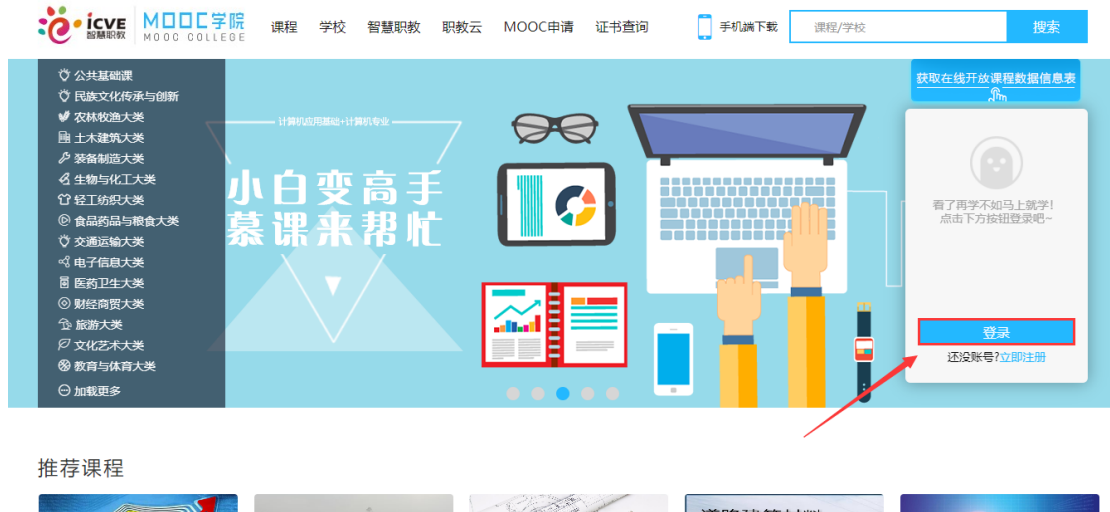 icve
智慧职教
MOOC学院
MOOC COLLEGE
课程
学校
智慧职教
职教云
MOOC申请
证书查询
手机端下载
课程/学校
搜索
公共基础课
民族文化传承与创新
农林牧渔大类
土木建筑大类
装备制造大类
生物与化工大类
轻工纺织大类
食品药品与粮食大类
交通运输大类
电子信息大类
医药卫生大类
财经商贸大类
旅游大类
文化艺术大类
教育与体育大类
加载更多
计算机应用基础+计算机专业
小白变高手
慕课来帮忙
获取在线开放课程数据信息表
看了再学不如马上就学!
点击下方按钮登录吧~
登录
还没账号?立即注册
推荐课程